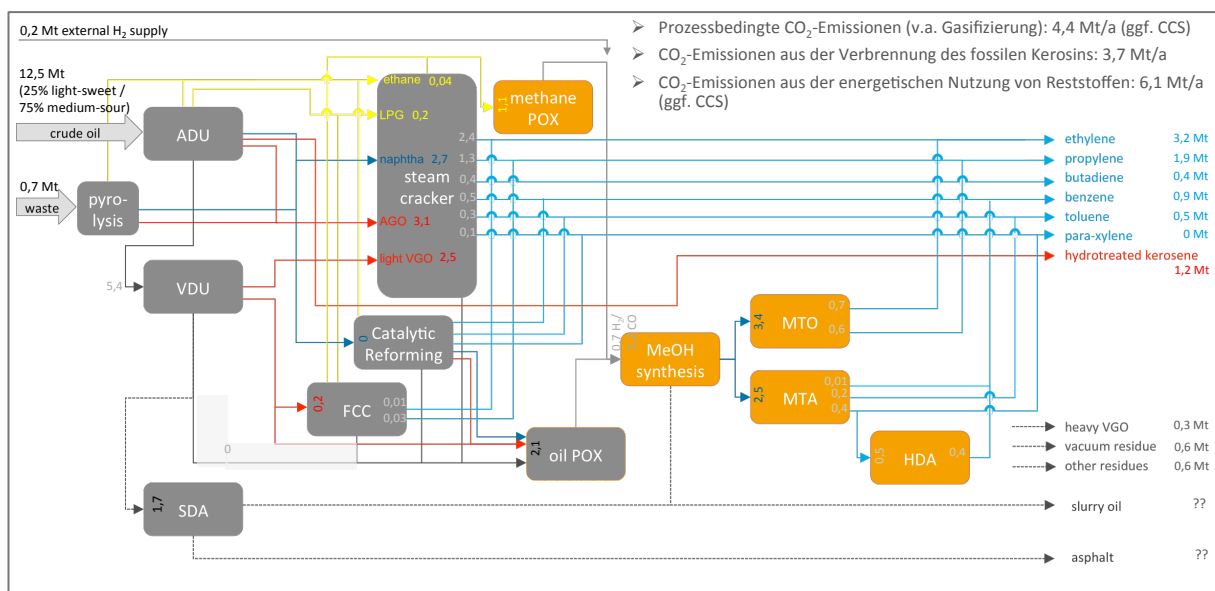 0,2 Mt external H₂ supply
➢ Prozessbedingte CO₂-Emissionen (v.a. Gasifizierung): 4,4 Mt/a (ggf. CCS)
➢ CO₂-Emissionen aus der Verbrennung des fossilen Kerosins: 3,7 Mt/a
➢ CO₂-Emissionen aus der energetischen Nutzung von Reststoffen: 6,1 Mt/a
(ggf. CCS)
12,5 Mt
(25% light-sweet /
75% medium-sour)
crude oil
ADU
0,7 Mt
waste
pyro-
lysis
5,4
VDU
1,7
SDA
0
ethane
0,04
LPG 0,2
naphtha 2,7
steam
cracker
AGO 3,1
light VGO 2,5
2,4
1,3
0,4
0,5
0,3
0,1
1,1
methane
POX
0
Catalytic
Reforming
0,2
FCC
0,01
0,03
2,1
oil POX
0,7 H₂/
CO
MeOH
synthesis
3,4
MTO
0,7
0,6
2,5
MTA
0,01
0,2
0,4
0,5
HDA
0,4
ethylene 3,2 Mt
propylene 1,9 Mt
butadiene 0,4 Mt
benzene 0,9 Mt
toluene 0,5 Mt
para-xylene 0 Mt
hydrotreated kerosene
1,2 Mt
heavy VGO 0,3 Mt
vacuum residue 0,6 Mt
other residues 0,6 Mt
slurry oil ??
asphalt ??